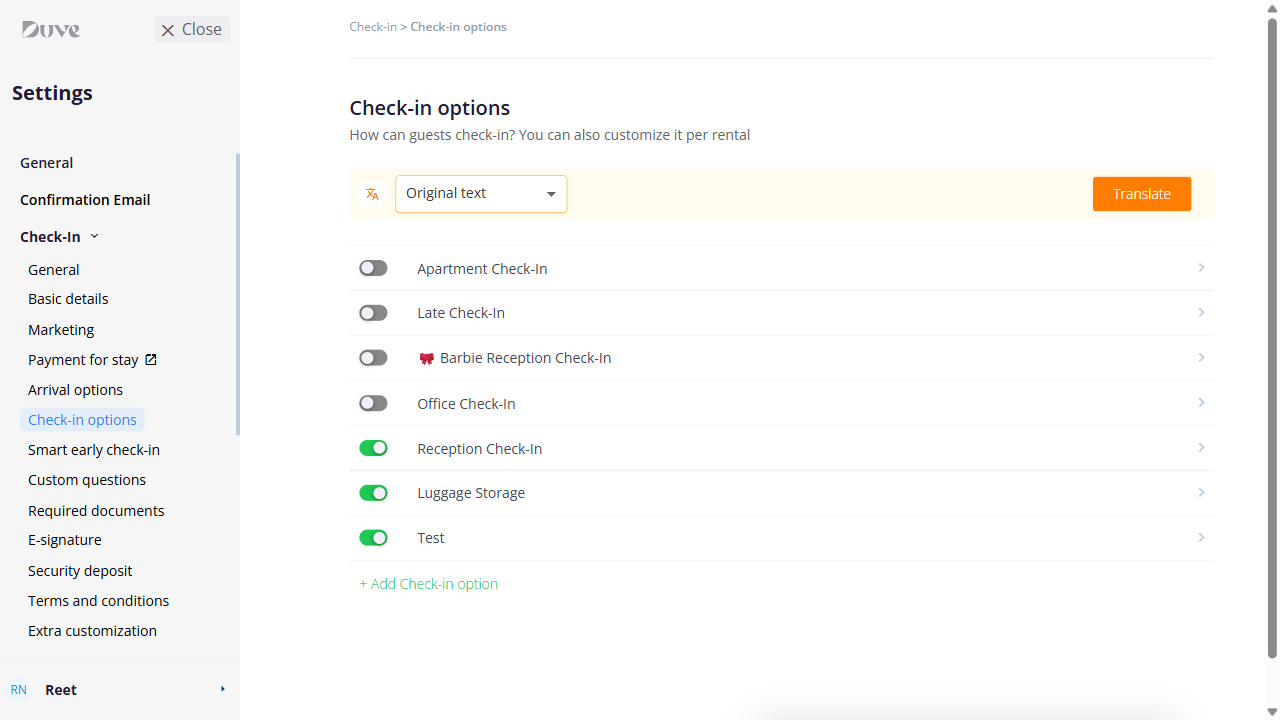 Duve
Close
Settings
General
Confirmation Email
Check-In
General
Basic details
Marketing
Payment for stay
Arrival options
Check-in options
Smart early check-in
Custom questions
Required documents
E-signature
Security deposit
Terms and conditions
Extra customization
RN Reet
Check-in > Check-in options
Check-in options
How can guests check-in? You can also customize it per rental
Original text
Translate
Apartment Check-In
Late Check-In
🎀 Barbie Reception Check-In
Office Check-In
Reception Check-In
Luggage Storage
Test
+ Add Check-in option